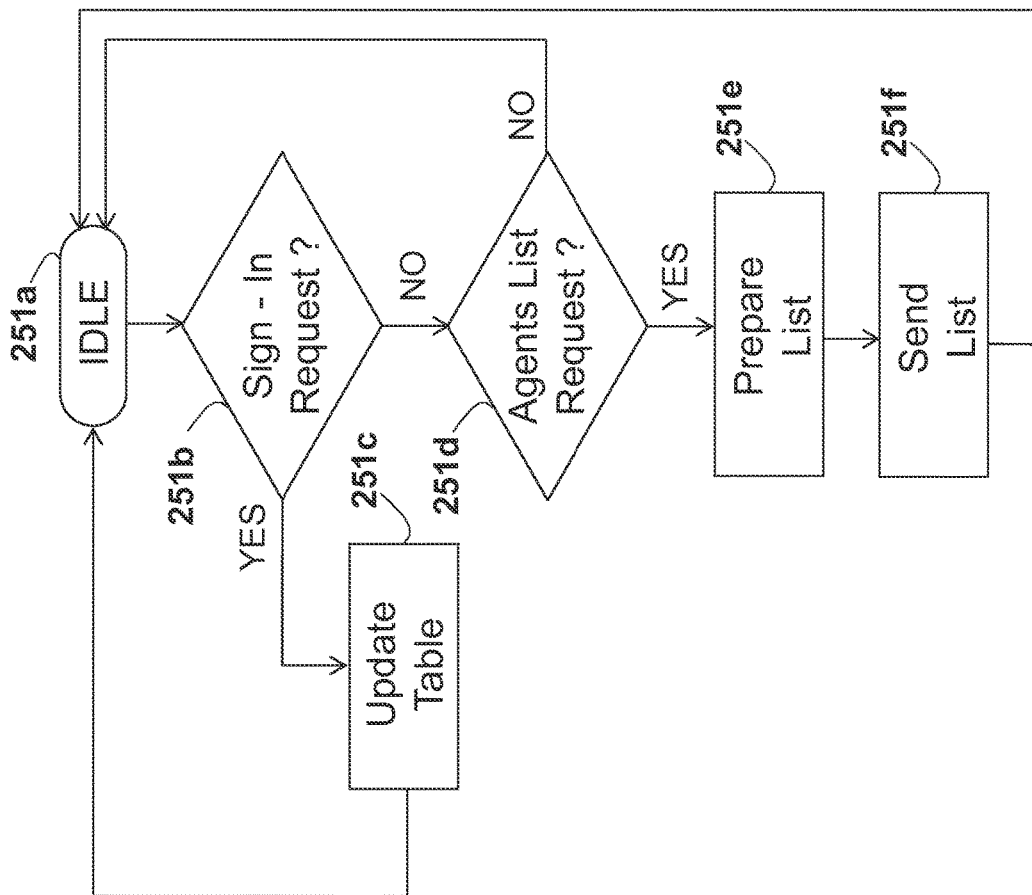 251a
IDLE
251b
Sign - In
Request ?
YES
NO
251c
Update
Table
251d
Agents List
Request ?
NO
YES
251e
Prepare
List
251f
Send
List